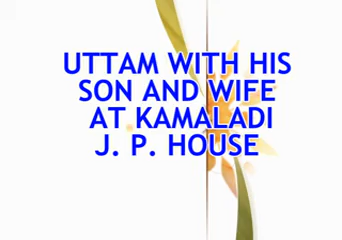 UTTAM WITH HIS
SON AND WIFE
AT KAMALADI
J. P. HOUSE